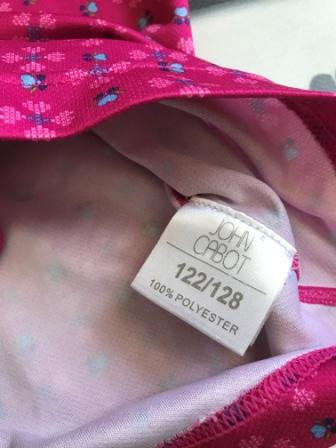 JOHN
CABOT
122/128
100% POLYESTER